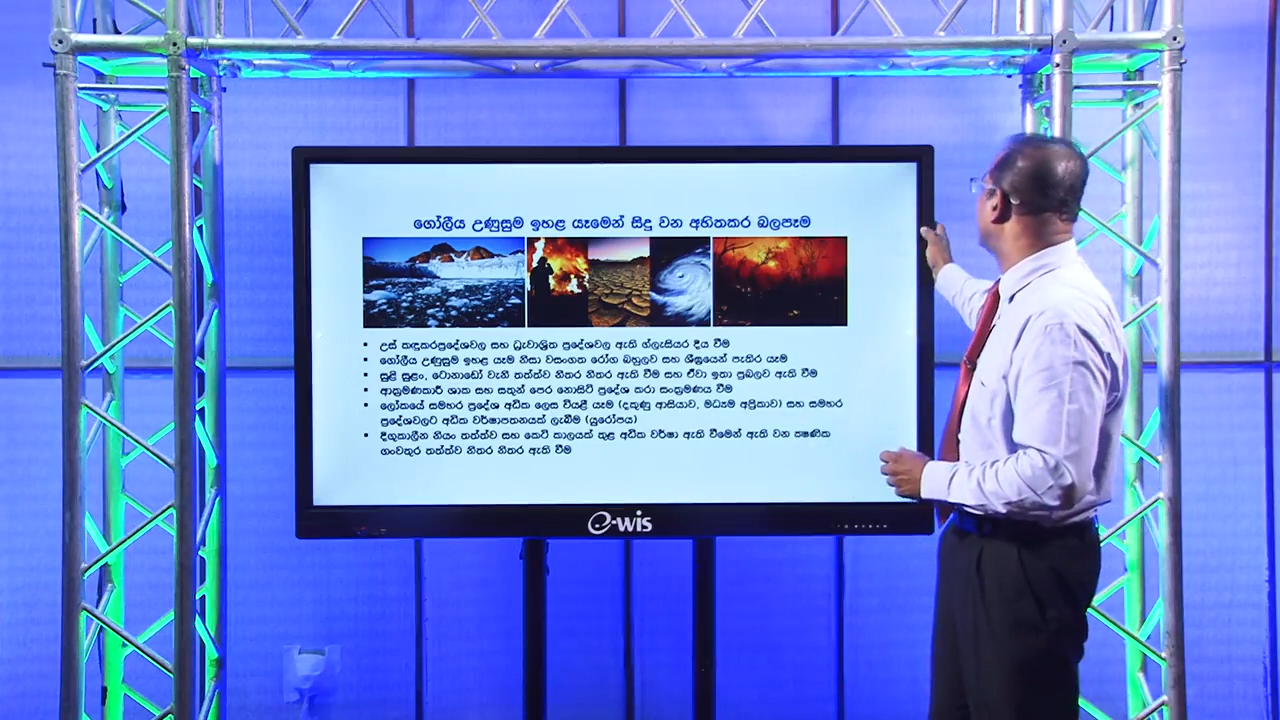 ගෝලීය උණුසුම ඉහළ යෑමෙන් සිදු වන අහිතකර බලපෑම
▪ උස් කඳුකරප්‍රදේශවල සහ ධ්‍රැවාශ්‍රිත ප්‍රදේශවල ඇති ග්ලැසියර දිය වීම
▪ ගෝලීය උණුසුම ඉහළ යෑම නිසා වසංගත රෝග බහුලව සහ ශීඝ්‍රයෙන් පැතිර යෑම
▪ සුළි සුළං, ටොනාඩෝ වැනි තත්ත්ව නිතර නිතර ඇති වීම සහ ඒවා ඉතා ප්‍රබලව ඇති වීම
▪ ආක්‍රමණකාරී ශාක සහ සතුන් පෙර නොසිටි ප්‍රදේශ කරා සංක්‍රමණය වීම
▪ ලෝකයේ සමහර ප්‍රදේශ අධික ලෙස වියළී යෑම (දකුණු ආසියාව, මධ්‍යම අප්‍රිකාව) සහ සමහර
ප්‍රදේශවලට අධික වර්ෂාපතනයක් ලැබීම (යුරෝපය)
▪ දිගුකාලීන නියං තත්ත්ව සහ කෙටි කාලයක් තුළ අධික වර්ෂා ඇති වීමෙන් ඇති වන ක්ෂණික
ගංවතුර තත්ත්ව නිතර නිතර ඇති වීම
e-wis